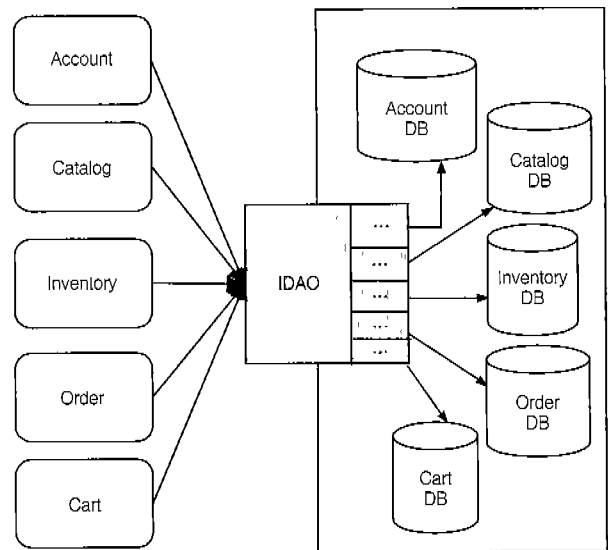 Account
Catalog
Inventory
Order
Cart
IDAO
...
...
...
...
...
Account
DB
Catalog
DB
Inventory
DB
Order
DB
Cart
DB